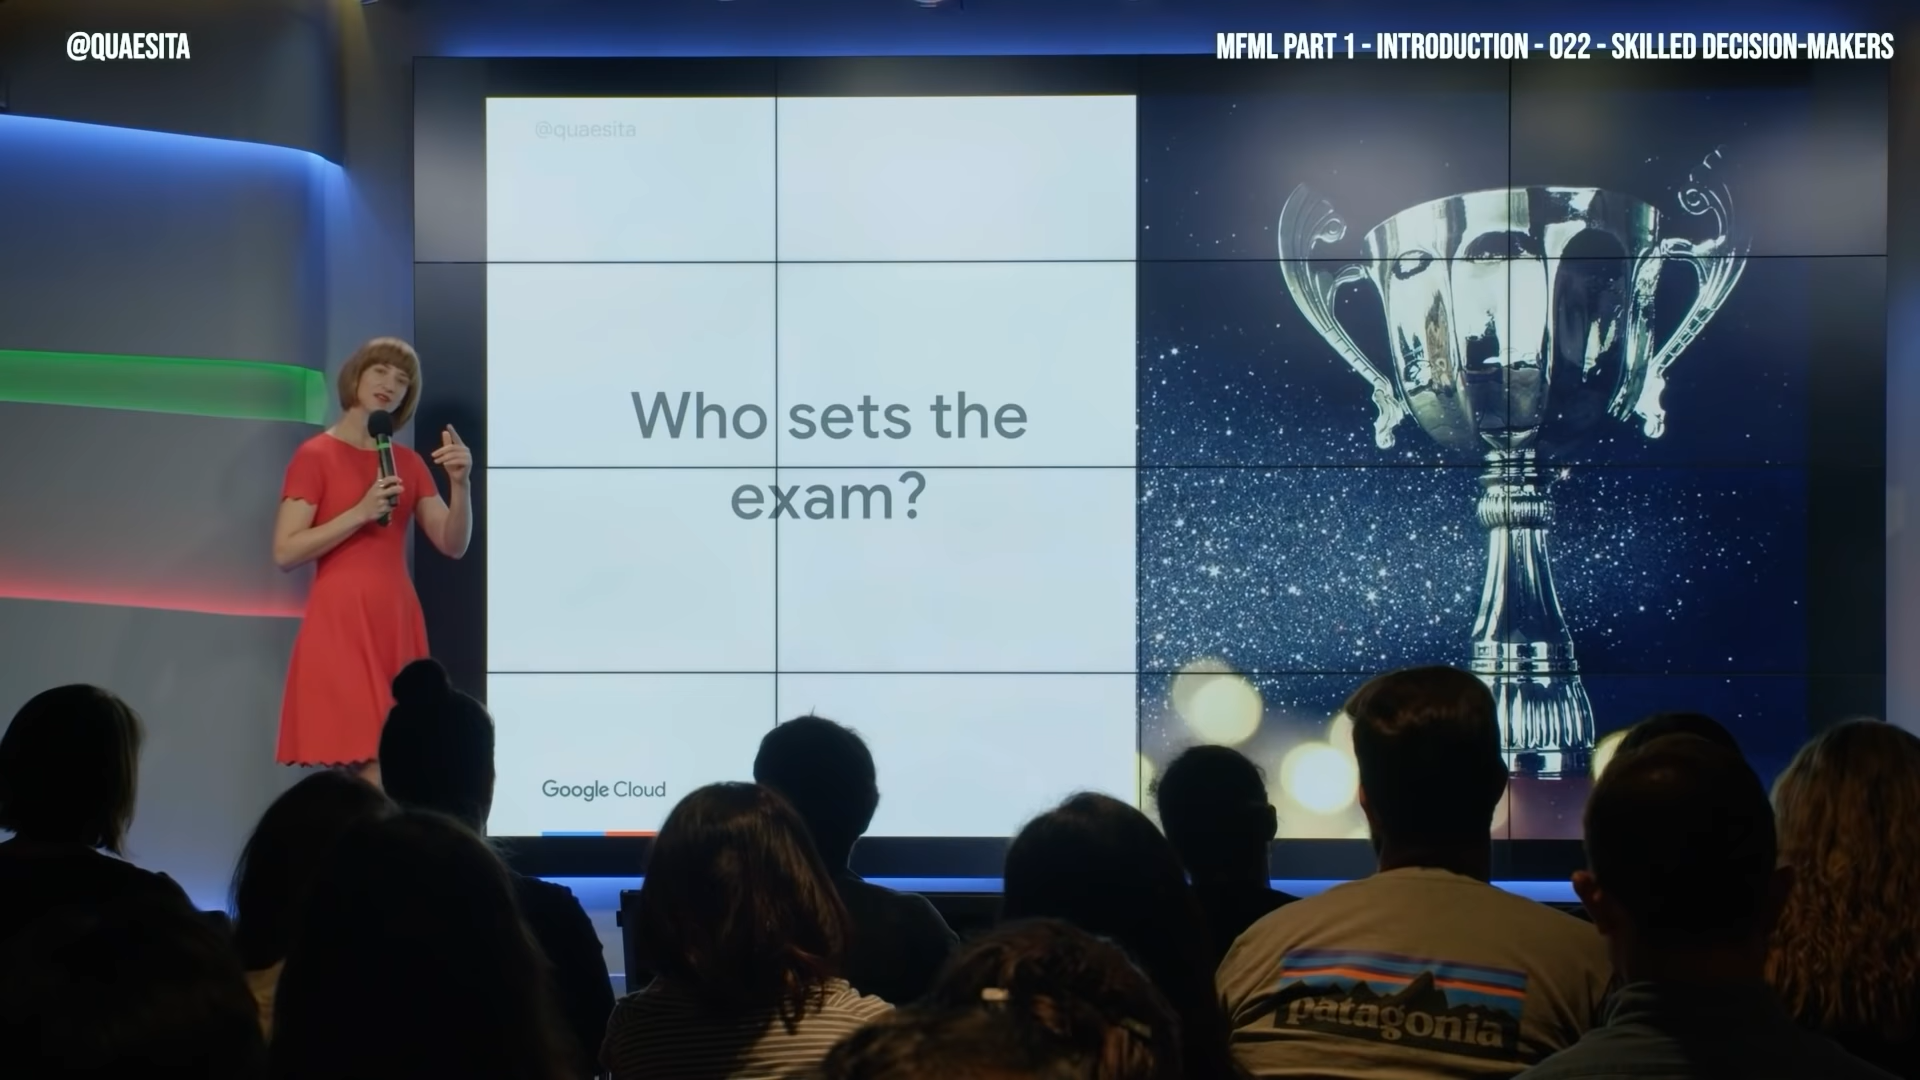 @QUAESITA
MFML PART 1 - INTRODUCTION - 022 - SKILLED DECISION-MAKERS
@quaesita
Who sets the
exam?
Google Cloud
patagonia